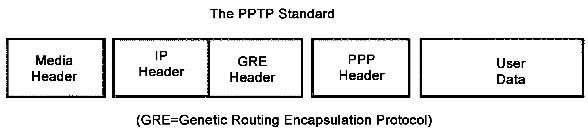 The PPTP Standard
Media Header
IP Header
GRE Header
PPP Header
User Data
(GRE=Genetic Routing Encapsulation Protocol)